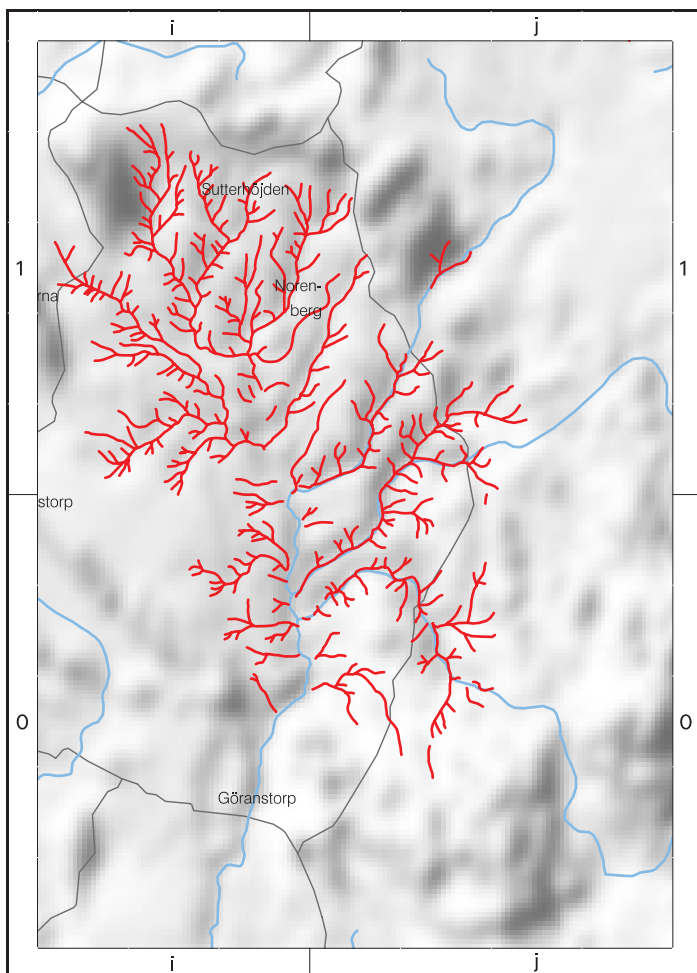 i j
Sutterhöjden
1 1
rna
Noren-
berg
storp
0 0
Göranstorp
i j